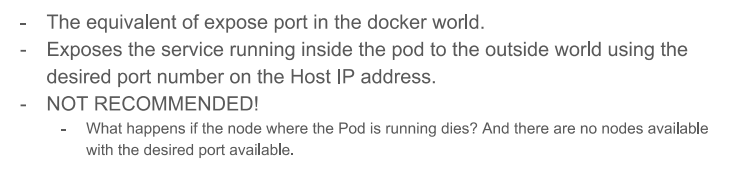 - The equivalent of expose port in the docker world.
- Exposes the service running inside the pod to the outside world using the
desired port number on the Host IP address.
- NOT RECOMMENDED!
- What happens if the node where the Pod is running dies? And there are no nodes available
with the desired port available.